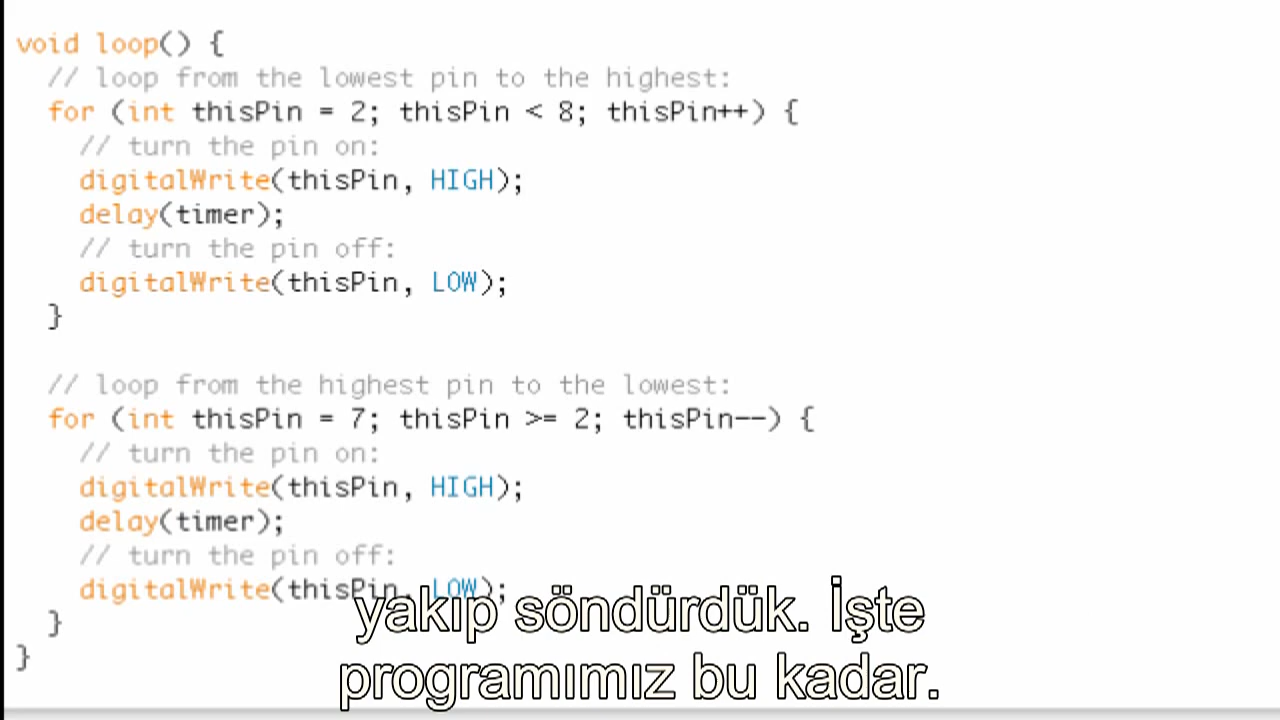 void loop() {
  // loop from the lowest pin to the highest:
  for (int thisPin = 2; thisPin < 8; thisPin++) {
    // turn the pin on:
    digitalWrite(thisPin, HIGH);
    delay(timer);
    // turn the pin off:
    digitalWrite(thisPin, LOW);
  }

  // loop from the highest pin to the lowest:
  for (int thisPin = 7; thisPin >= 2; thisPin--) {
    // turn the pin on:
    digitalWrite(thisPin, HIGH);
    delay(timer);
    // turn the pin off:
    digitalWrite(thisPin, LOW);
  }
}
yakıp söndürdük. İşte
programımız bu kadar.